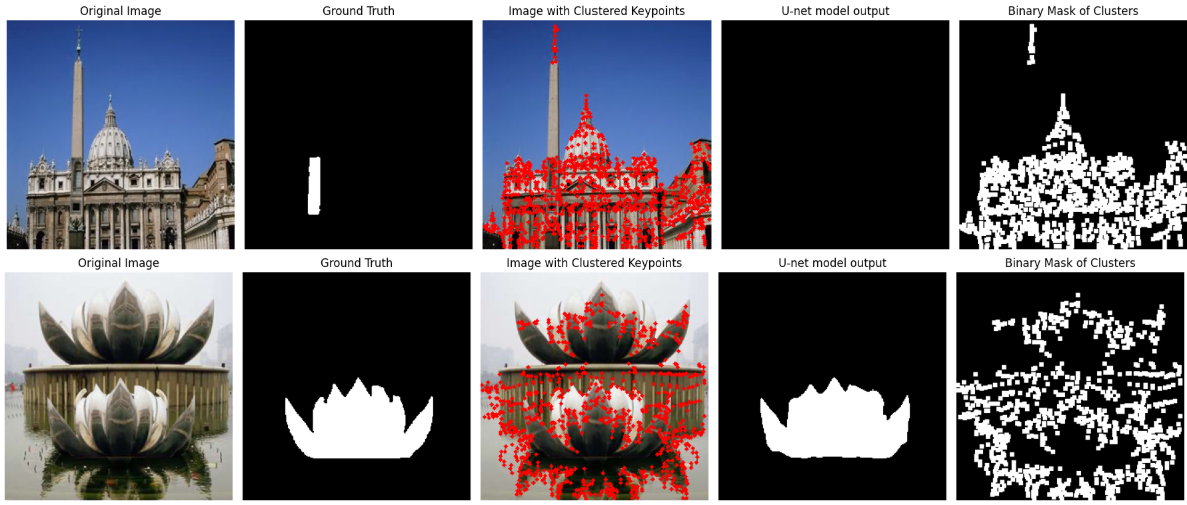 Original Image
Ground Truth
Image with Clustered Keypoints
U-net model output
Binary Mask of Clusters
Original Image
Ground Truth
Image with Clustered Keypoints
U-net model output
Binary Mask of Clusters